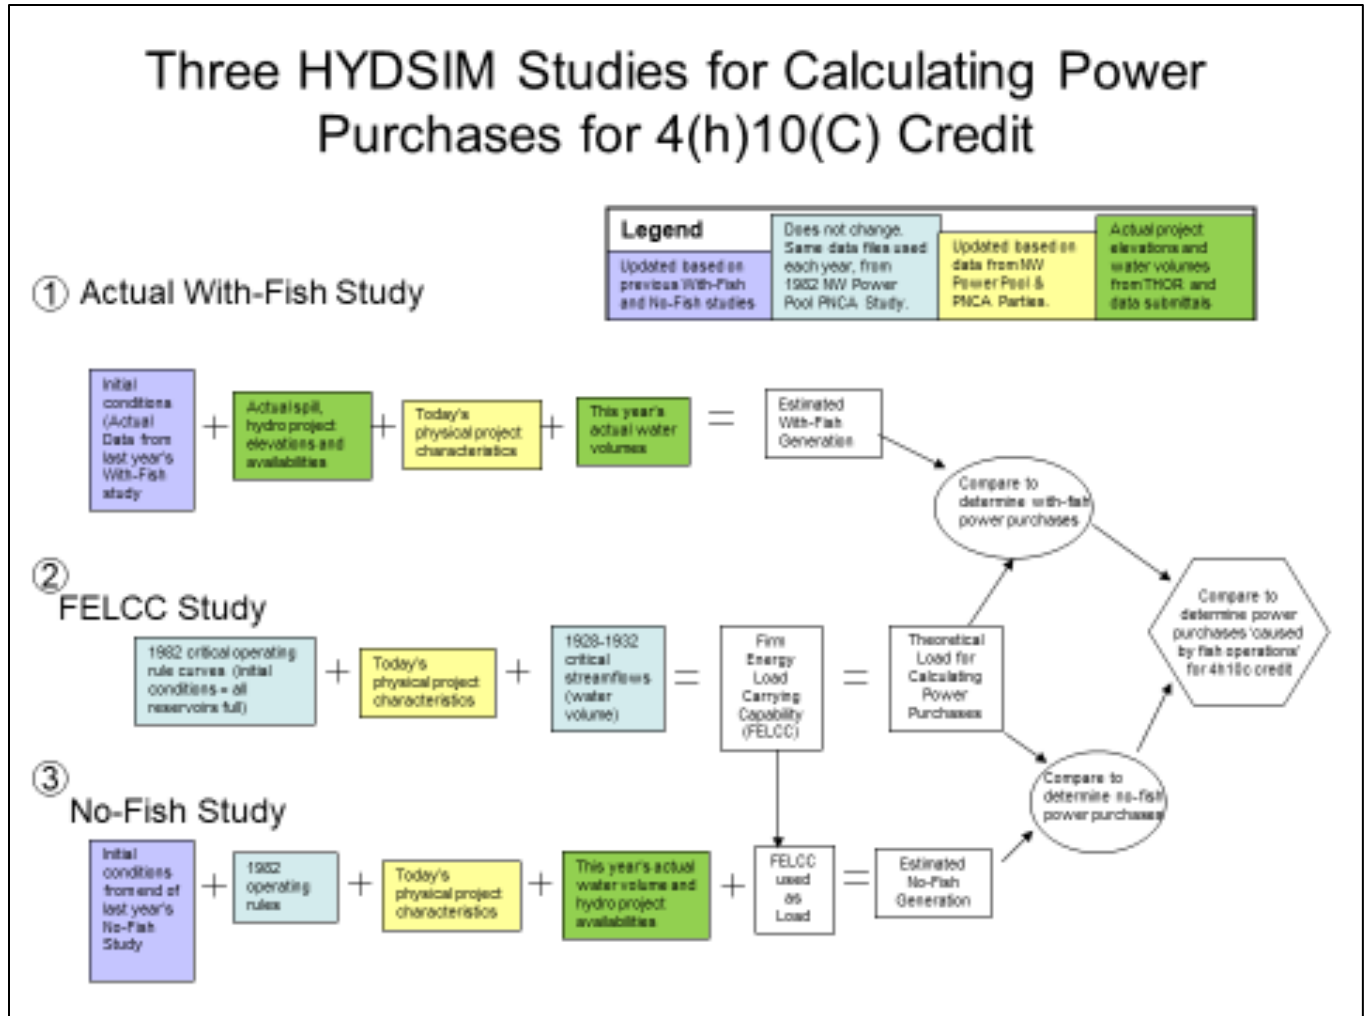 Three HYDSIM Studies for Calculating Power
Purchases for 4(h)10(C) Credit
Legend
Updated based on
previous With-Fish
and No-Fish studies
Does not change.
Same data files used
each year, from
1982 NW Power
Pool PNCA Study.
Updated based on
data from NW
Power Pool &
PNCA Parties.
Actual project
elevations and
water volumes
from THOR and
data submittals
1 Actual With-Fish Study
Initial
conditions
(Actual
Data from
last year's
With-Fish
study
+
Actual spill,
hydro project
elevations and
availabilities
+
Today's
physical project
characteristics
+
This year's
actual water
volumes
=
Estimated
With-Fish
Generation
Compare to
determine with-fish
power purchases
2
FELCC Study
1982 critical operating
rule curves (initial
conditions = all
reservoirs full)
+
Today's
physical project
characteristics
+
1928-1932
critical
streamflows
(water
volume)
=
Firm
Energy
Load
Carrying
Capability
(FELCC)
=
Theoretical
Load for
Calculating
Power
Purchases
Compare to
determine power
purchases 'caused
by fish operations'
for 4h10c credit
3
No-Fish Study
Initial
conditions
from end of
last year's
No-Fish
Study
+
1982
operating
rules
+
Today's
physical project
characteristics
+
This year's actual
water volume and
hydro project
availabilities
+
FELCC
used
as
Load
=
Estimated
No-Fish
Generation
Compare to
determine no-fish
power purchases